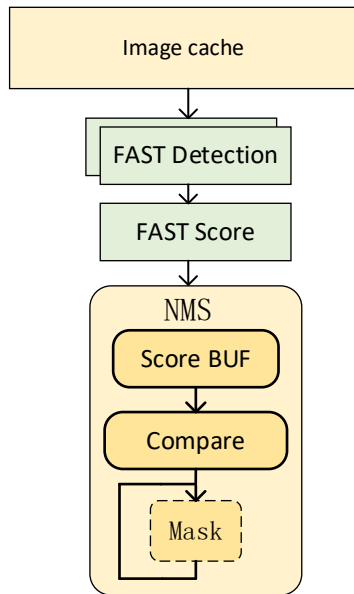 Image cache
FAST Detection
FAST Score
NMS
Score BUF
Compare
Mask